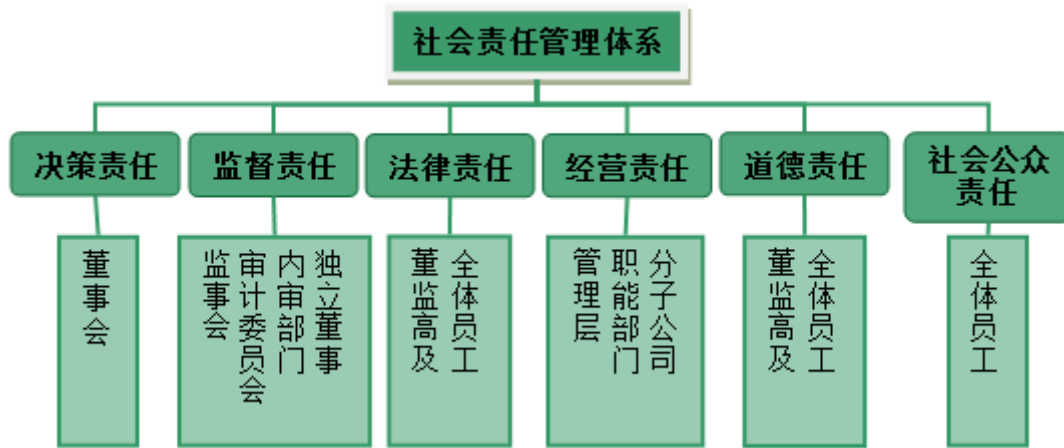 社会责任管理体系
决策责任
监督责任
法律责任
经营责任
道德责任
社会公众
责任
董事会
监事会
审计委员会
内审部门
独立董事
董监高及
全体员工
管理层
职能部门
分子公司
董监高及
全体员工
全体员工